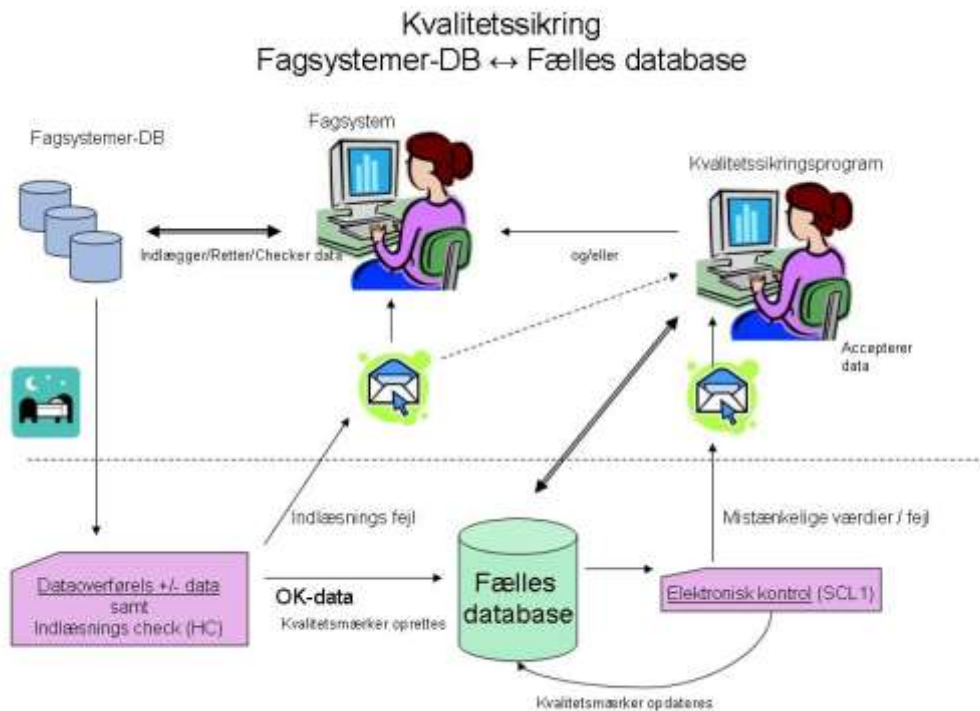 Kvalitetssikring
Fagsystemer-DB ↔ Fælles database
Fagsystem
Fagsystemer-DB
Kvalitetssikringsprogram
Indlægger/Retter/Checker data
og/eller
Accepterer
data
Indlæsnings fejl
Mistænkelige værdier / fejl
Dataoverførels +/- data
samt
Indlæsnings check (HC)
OK-data
Kvalitetsmærker oprettes
Fælles
database
Elektronisk kontrol (SCL1)
Kvalitetsmærker opdateres